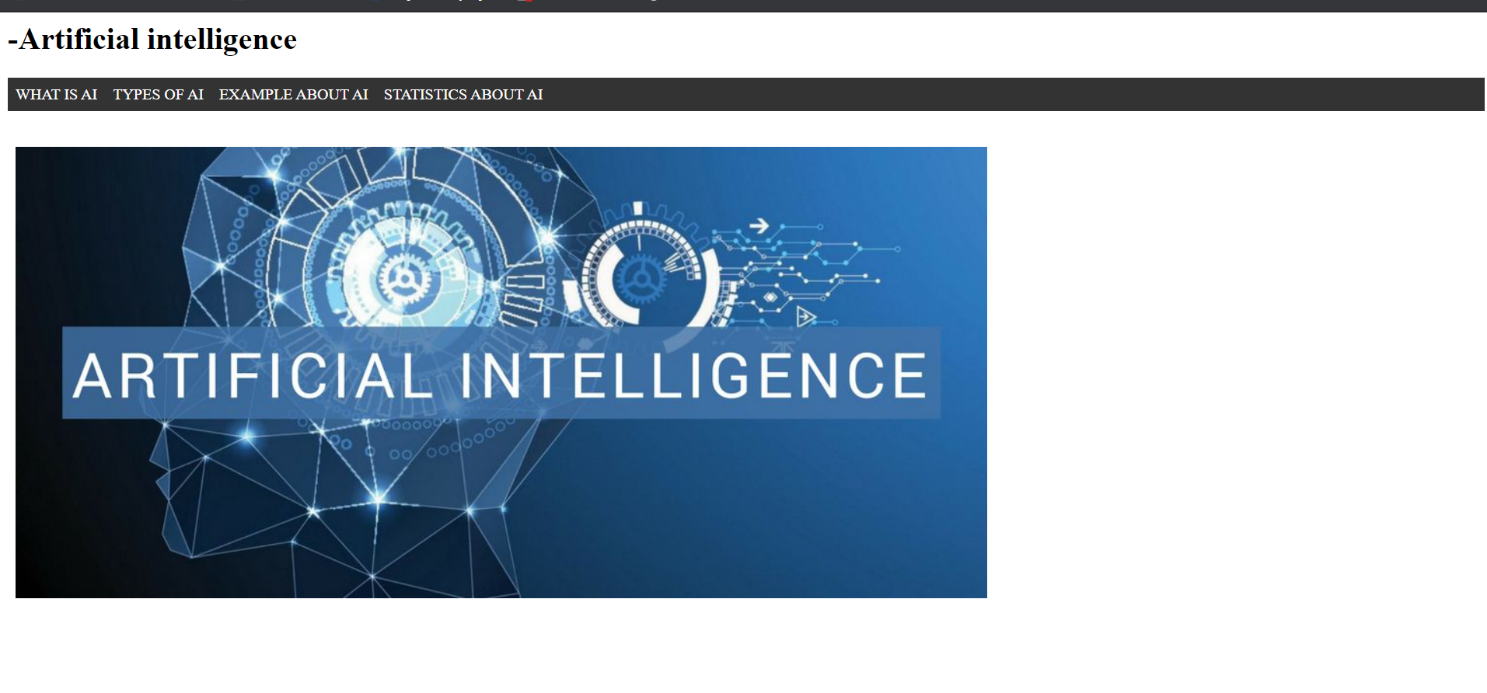 -Artificial intelligence
WHAT IS AI TYPES OF AI EXAMPLE ABOUT AI STATISTICS ABOUT AI
ARTIFICIAL INTELLIGENCE